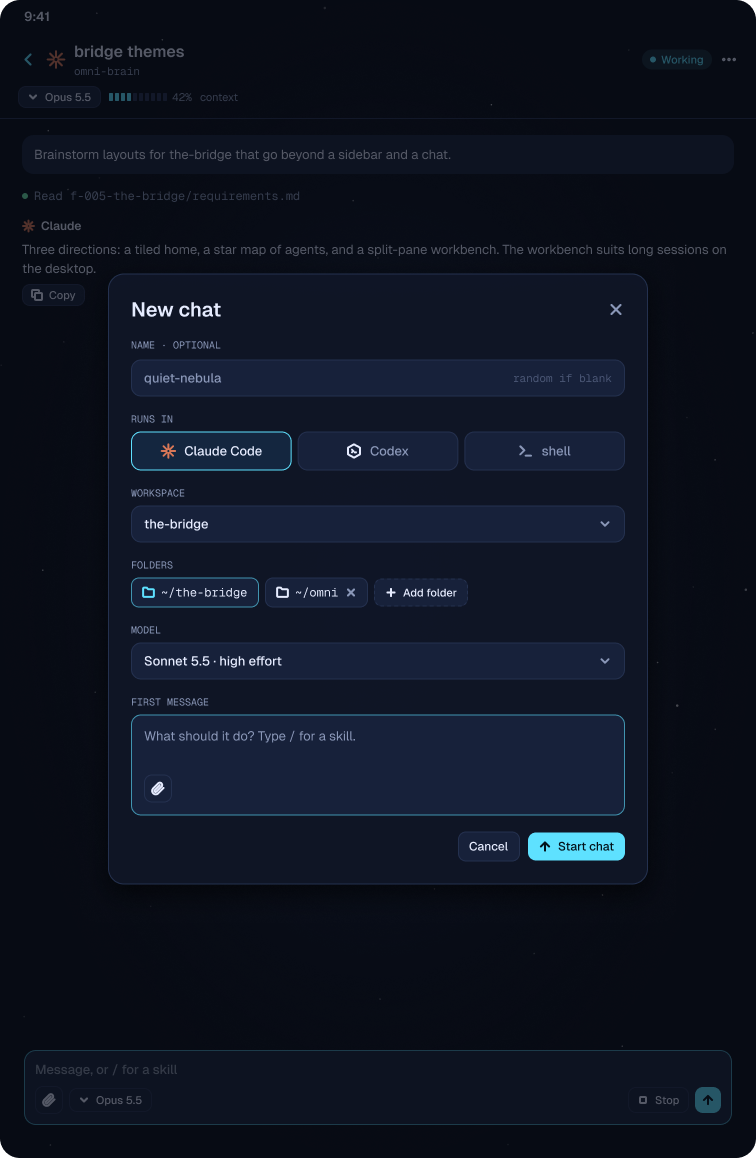 9:41
bridge themes
omni-brain
Working
Opus 5.5
42% context
Brainstorm layouts for the-bridge that go beyond a sidebar and a chat.
Read f-005-the-bridge/requirements.md
Claude
Three directions: a tiled home, a star map of agents, and a split-pane workbench. The workbench suits long sessions on
the desktop.
Copy
New chat
NAME · OPTIONAL
quiet-nebula random if blank
RUNS IN
Claude Code Codex shell
WORKSPACE
the-bridge
FOLDERS
~/the-bridge ~/omni Add folder
MODEL
Sonnet 5.5 · high effort
FIRST MESSAGE
What should it do? Type / for a skill.
Cancel Start chat
Message, or / for a skill
Opus 5.5 Stop